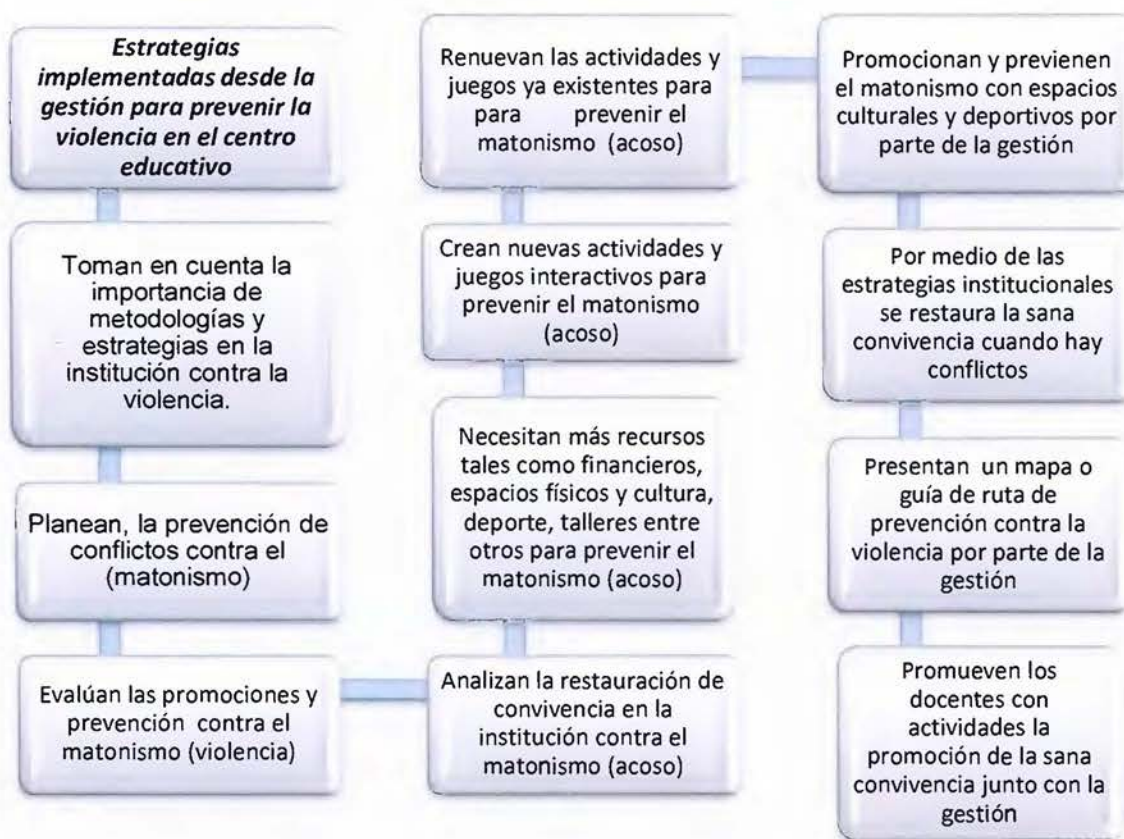 Estrategias
implementadas desde la
gestión para prevenir la
violencia en el centro
educativo
Toman en cuenta la
importancia de
metodologías y
estrategias en la
institución contra la
violencia.
Planean, la prevención de
conflictos contra el
(matonismo)
Evalúan las promociones y
prevención contra el
matonismo (violencia)
Analizan la restauración de
convivencia en la
institución contra el
matonismo (acoso)
Necesitan más recursos
tales como financieros,
espacios físicos y cultura,
deporte, talleres entre
otros para prevenir el
matonismo (acoso)
Crean nuevas actividades y
juegos interactivos para
prevenir el matonismo
(acoso)
Renuevan las actividades y
juegos ya existentes para
para prevenir el
matonismo (acoso)
Promocionan y previenen
el matonismo con espacios
culturales y deportivos por
parte de la gestión
Por medio de las
estrategias institucionales
se restaura la sana
convivencia cuando hay
conflictos
Presentan un mapa o
guía de ruta de
prevención contra la
violencia por parte de la
gestión
Promueven los
docentes con
actividades la
promoción de la sana
convivencia junto con la
gestión